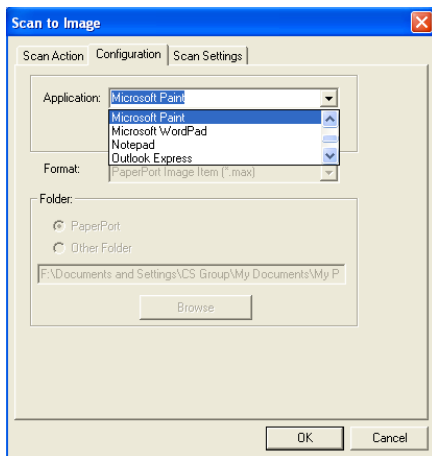 Scan to Image
Scan Action Configuration Scan Settings
Application: Microsoft Paint
Microsoft Paint
Microsoft WordPad
Notepad
Outlook Express
Format: PaperPort Image Item (*.max)
Folder:
PaperPort
Other Folder
F:\Documents and Settings\CS Group\My Documents\My P
Browse
OK Cancel